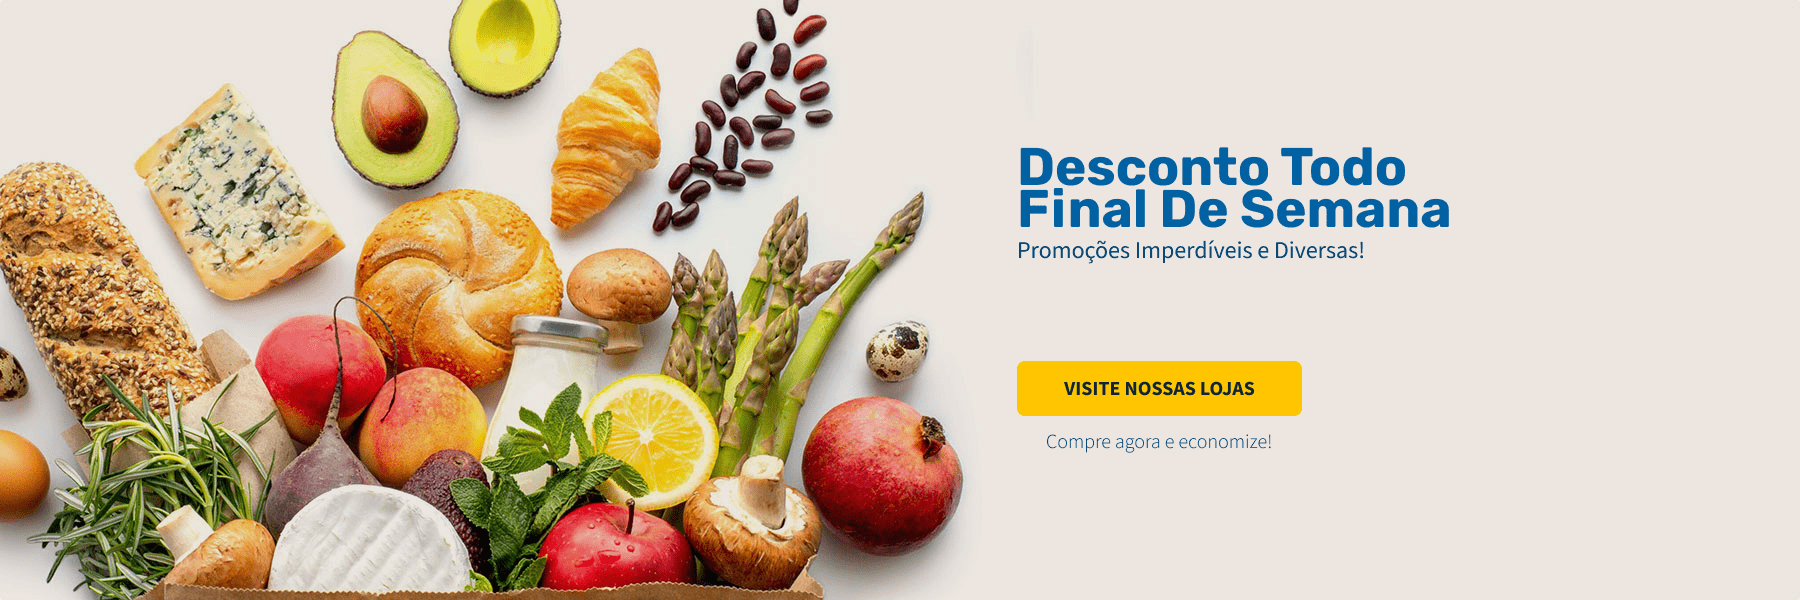 Desconto Todo
Final De Semana
Promoções Imperdíveis e Diversas!
VISITE NOSSAS LOJAS
Compre agora e economize!